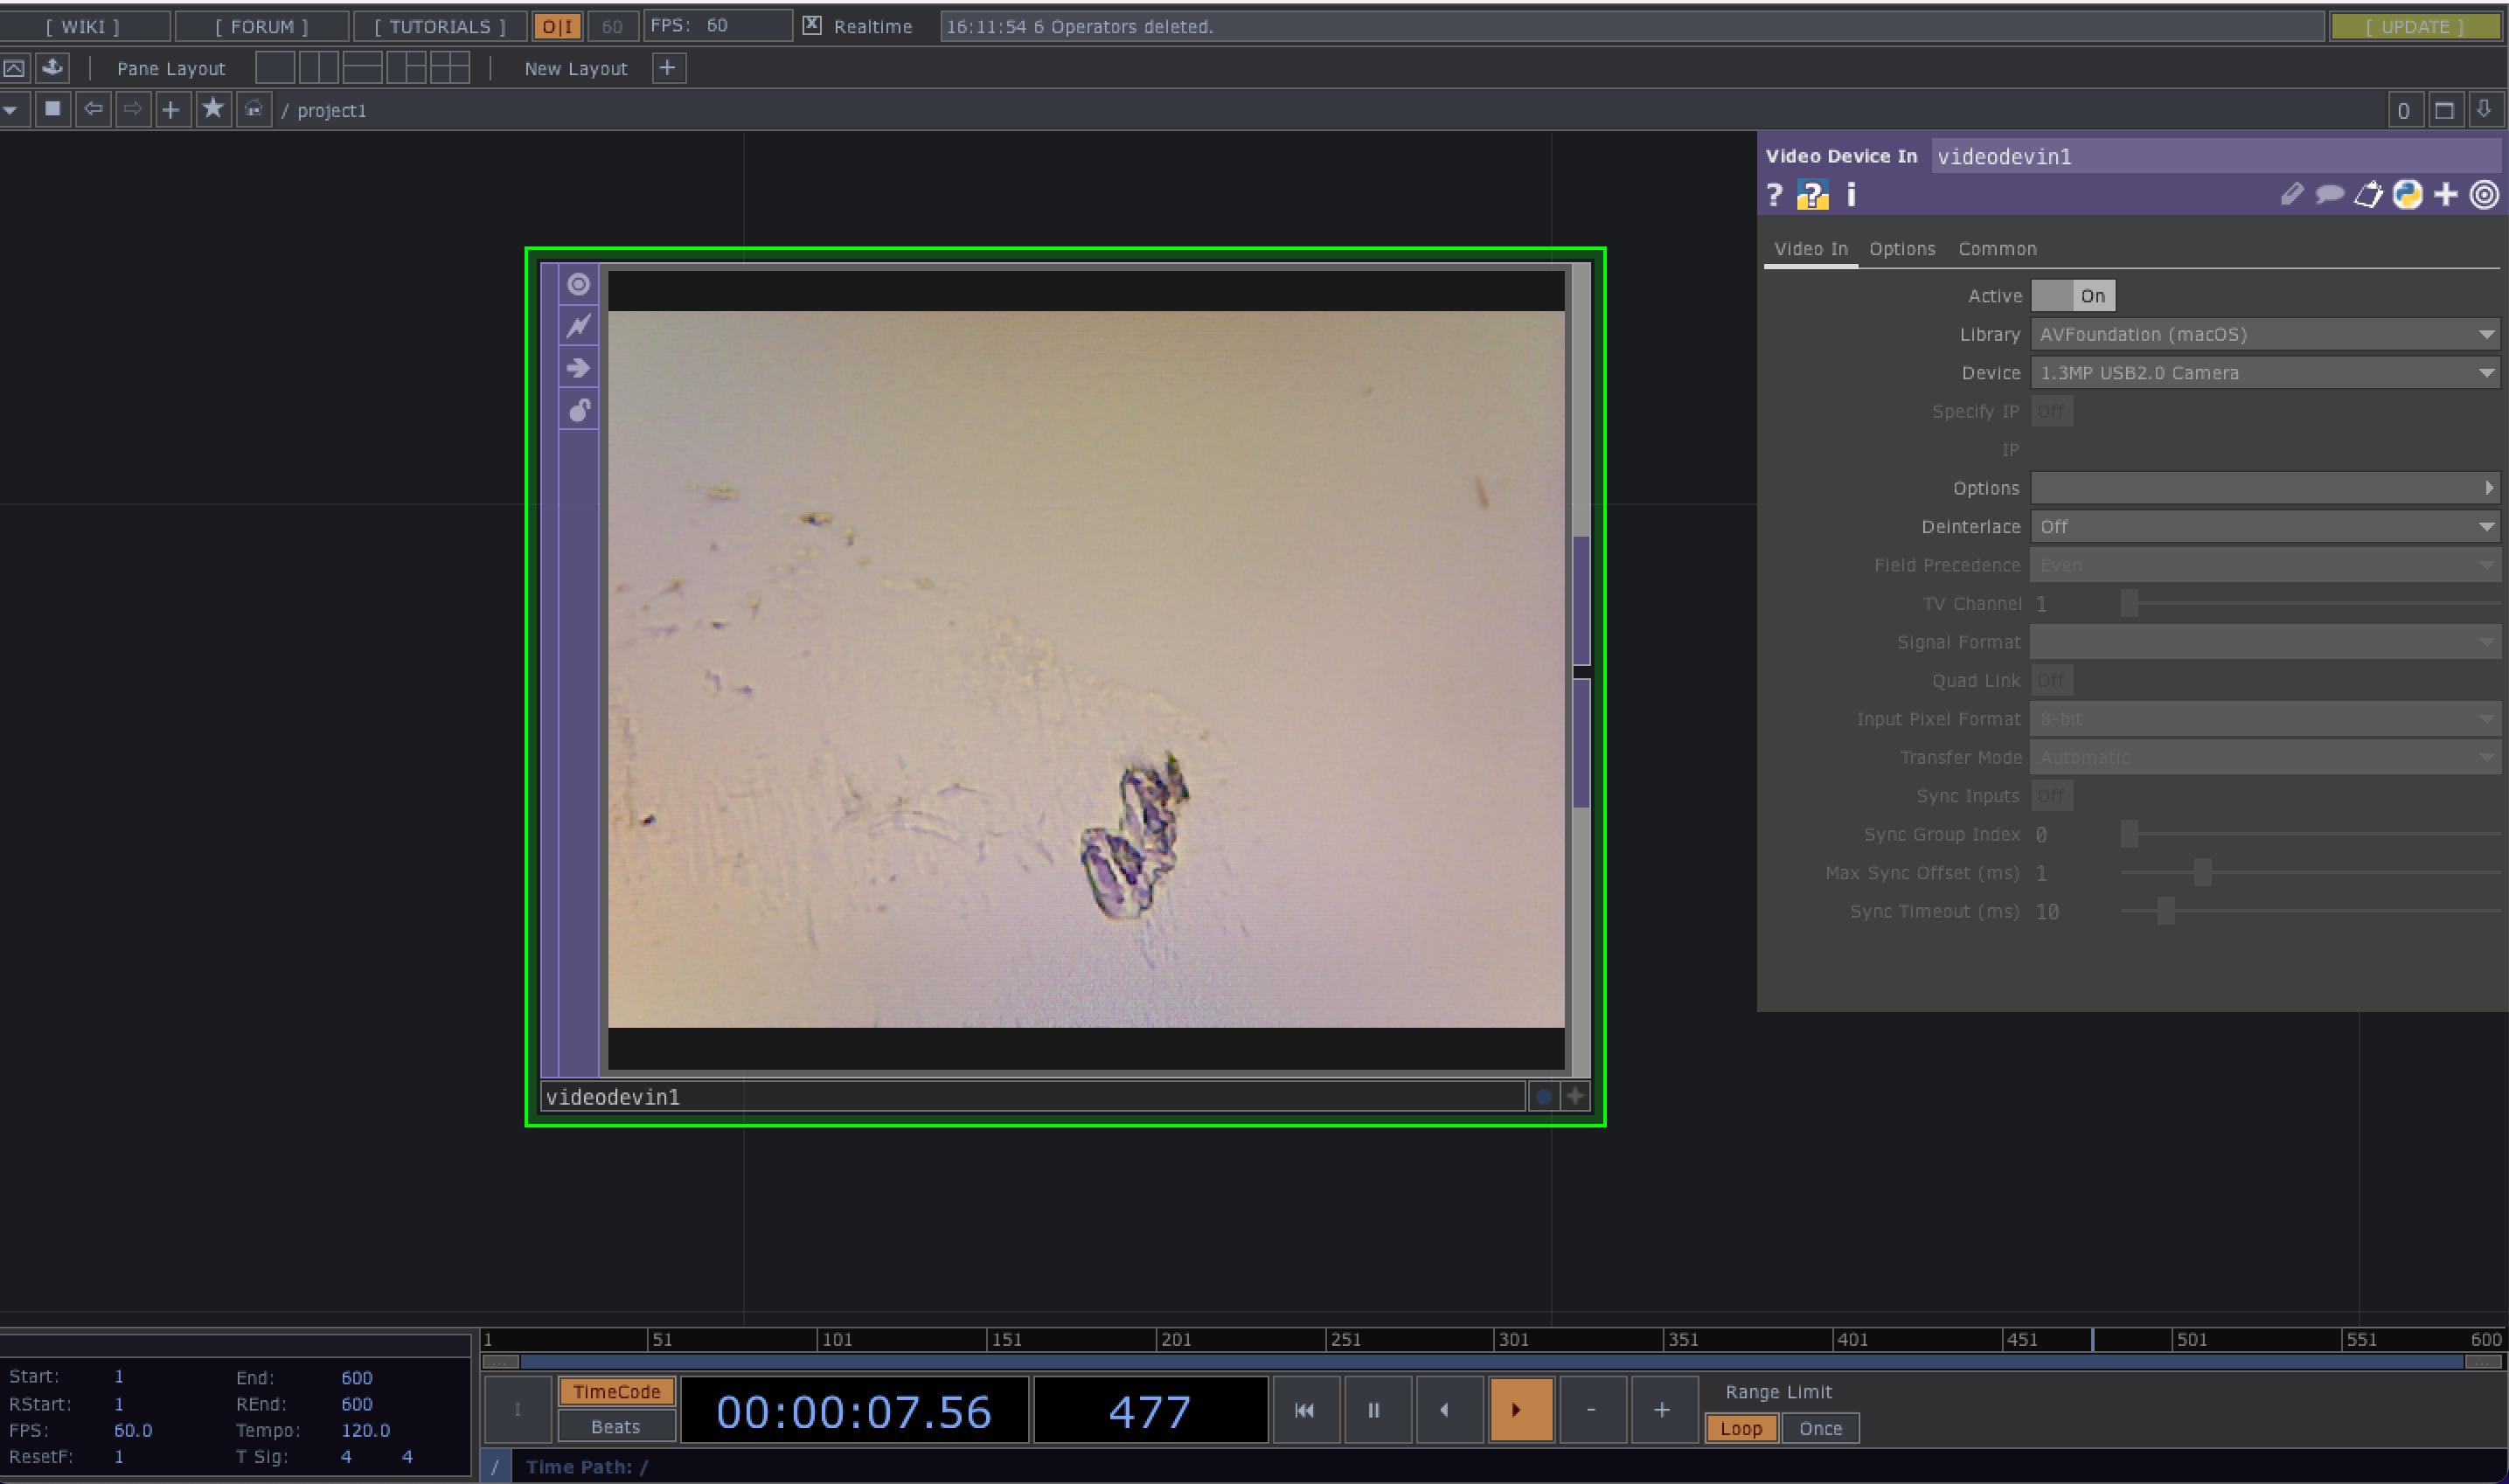 [ WIKI ] [ FORUM ] [ TUTORIALS ] O|I 60 FPS: 60 Realtime 16:11:54 6 Operators deleted. [ UPDATE ]
Pane Layout New Layout +
/ project1 0
Video Device In videodevin1
? ? i
Video In Options Common
Active On
Library AVFoundation (macOS)
Device 1.3MP USB2.0 Camera
Specify IP Off
IP
Options
Deinterlace Off
Field Precedence Even
TV Channel 1
Signal Format
Quad Link Off
Input Pixel Format 8-bit
Transfer Mode Automatic
Sync Inputs Off
Sync Group Index 0
Max Sync Offset (ms) 1
Sync Timeout (ms) 10
videodevin1
1 51 101 151 201 251 301 351 401 451 501 551 600
Start: 1 End: 600
RStart: 1 REnd: 600
FPS: 60.0 Tempo: 120.0
ResetF: 1 T Sig: 4 4
I TimeCode 00:00:07.56 477 - + Range Limit
Beats Loop Once
/ Time Path: /